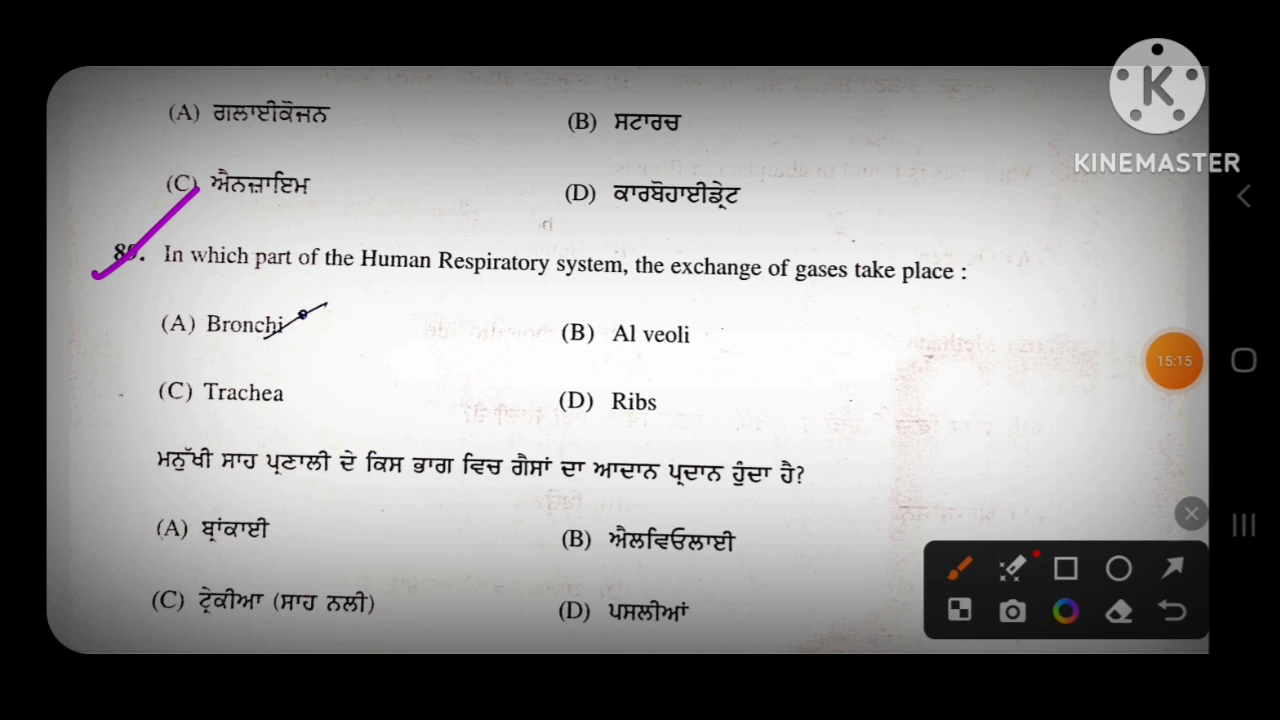 (A) ਗਲਾਈਕੋਜਨ (B) ਸਟਾਰਚ
KINEMASTER
(C) ਐਨਜ਼ਾਇਮ (D) ਕਾਰਬੋਹਾਈਡ੍ਰੇਟ
In which part of the Human Respiratory system, the exchange of gases take place :
(A) Bronchi (B) Al veoli
15:15
(C) Trachea (D) Ribs
ਮਨੁੱਖੀ ਸਾਹ ਪ੍ਰਣਾਲੀ ਦੇ ਕਿਸ ਭਾਗ ਵਿਚ ਗੈਸਾਂ ਦਾ ਆਦਾਨ ਪ੍ਰਦਾਨ ਹੁੰਦਾ ਹੈ?
(A) ਬ੍ਰਾਂਕਾਈ (B) ਐਲਵਿਓਲਾਈ
(C) ਟ੍ਰੇਕੀਆ (ਸਾਹ ਨਲੀ) (D) ਪਸਲੀਆਂ